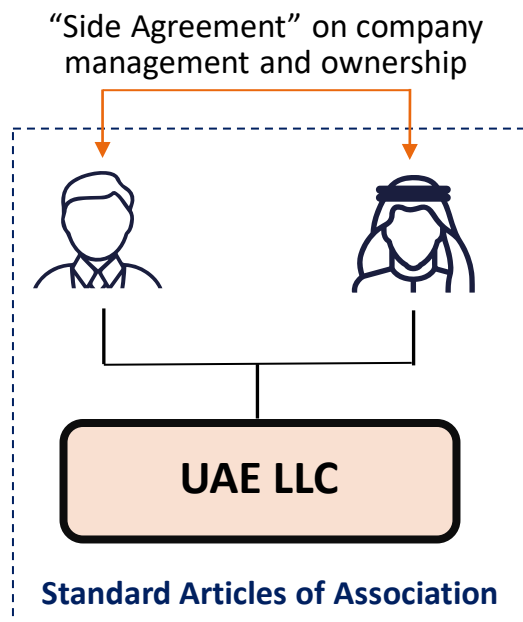 “Side Agreement” on company
management and ownership
UAE LLC
Standard Articles of Association